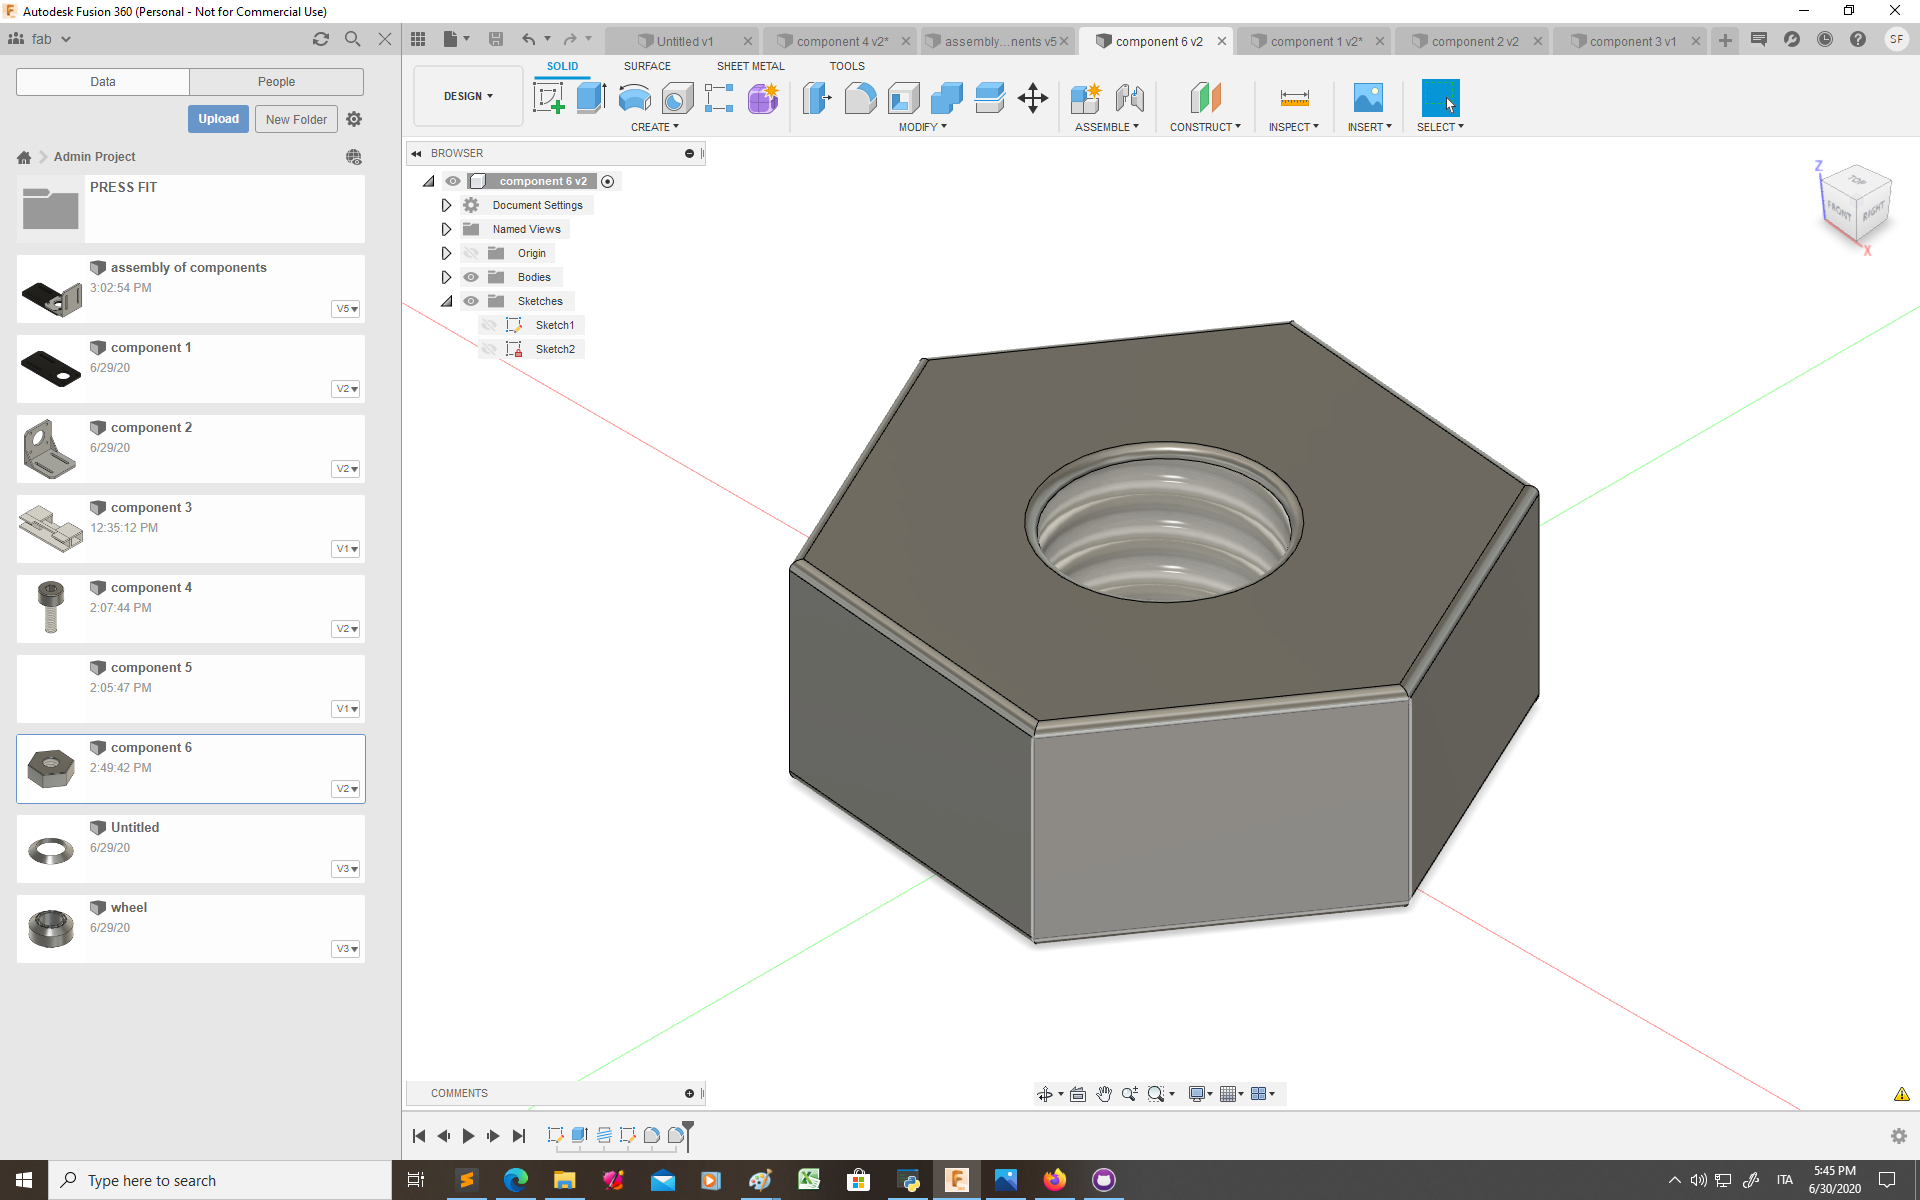 Autodesk Fusion 360 (Personal - Not for Commercial Use)
fab
Untitled v1
component 4 v2*
assembly...nents v5
component 6 v2
component 1 v2*
component 2 v2
component 3 v1
SF
Data
People
Upload
New Folder
Admin Project
PRESS FIT
assembly of components
3:02:54 PM
V5
component 1
6/29/20
V2
component 2
6/29/20
V2
component 3
12:35:12 PM
V1
component 4
2:07:44 PM
V2
component 5
2:05:47 PM
V1
component 6
2:49:42 PM
V2
Untitled
6/29/20
V3
wheel
6/29/20
V3
SOLID
SURFACE
SHEET METAL
TOOLS
DESIGN
CREATE
MODIFY
ASSEMBLE
CONSTRUCT
INSPECT
INSERT
SELECT
BROWSER
component 6 v2
Document Settings
Named Views
Origin
Bodies
Sketches
Sketch1
Sketch2
Z
TOP
FRONT
RIGHT
X
COMMENTS
Type here to search
ITA
5:45 PM
6/30/2020